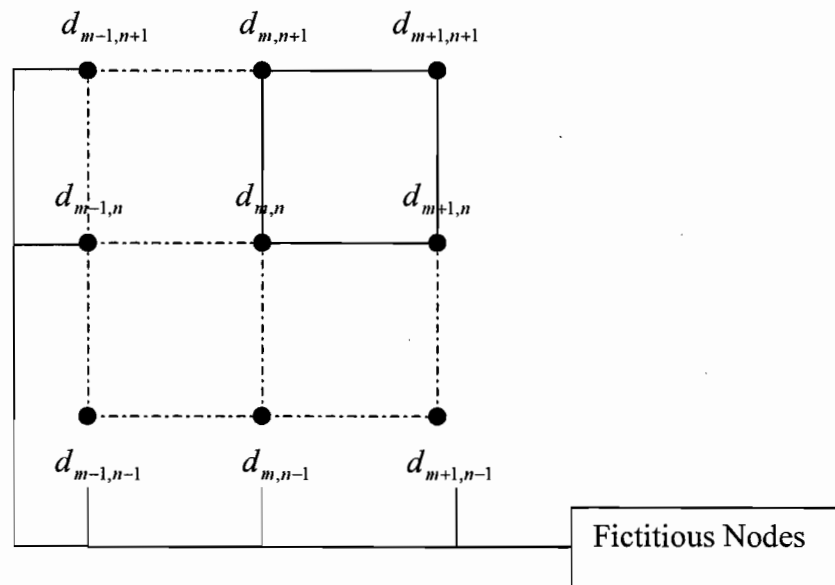 d_{m-1,n+1} d_{m,n+1} d_{m+1,n+1}
d_{m-1,n} d_{m,n} d_{m+1,n}
d_{m-1,n-1} d_{m,n-1} d_{m+1,n-1}
Fictitious Nodes